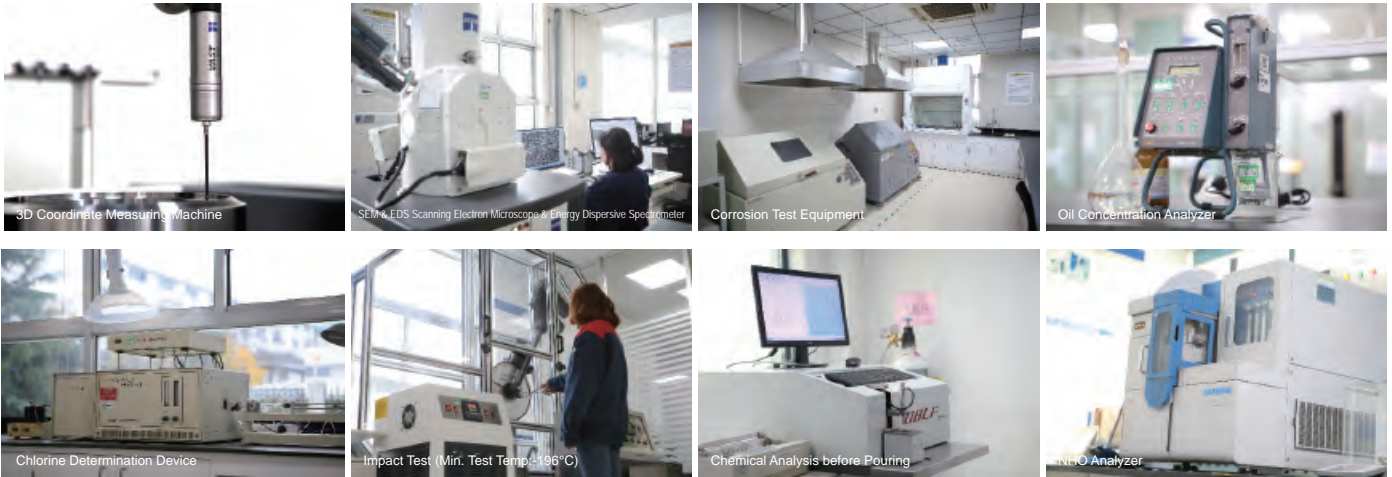 3D Coordinate Measuring Machine
SEM & EDS Scanning Electron Microscope & Energy Dispersive Spectrometer
Corrosion Test Equipment
Oil Concentration Analyzer
Chlorine Determination Device
Impact Test (Min. Test Temp:-196°C)
Chemical Analysis before Pouring
NHO Analyzer